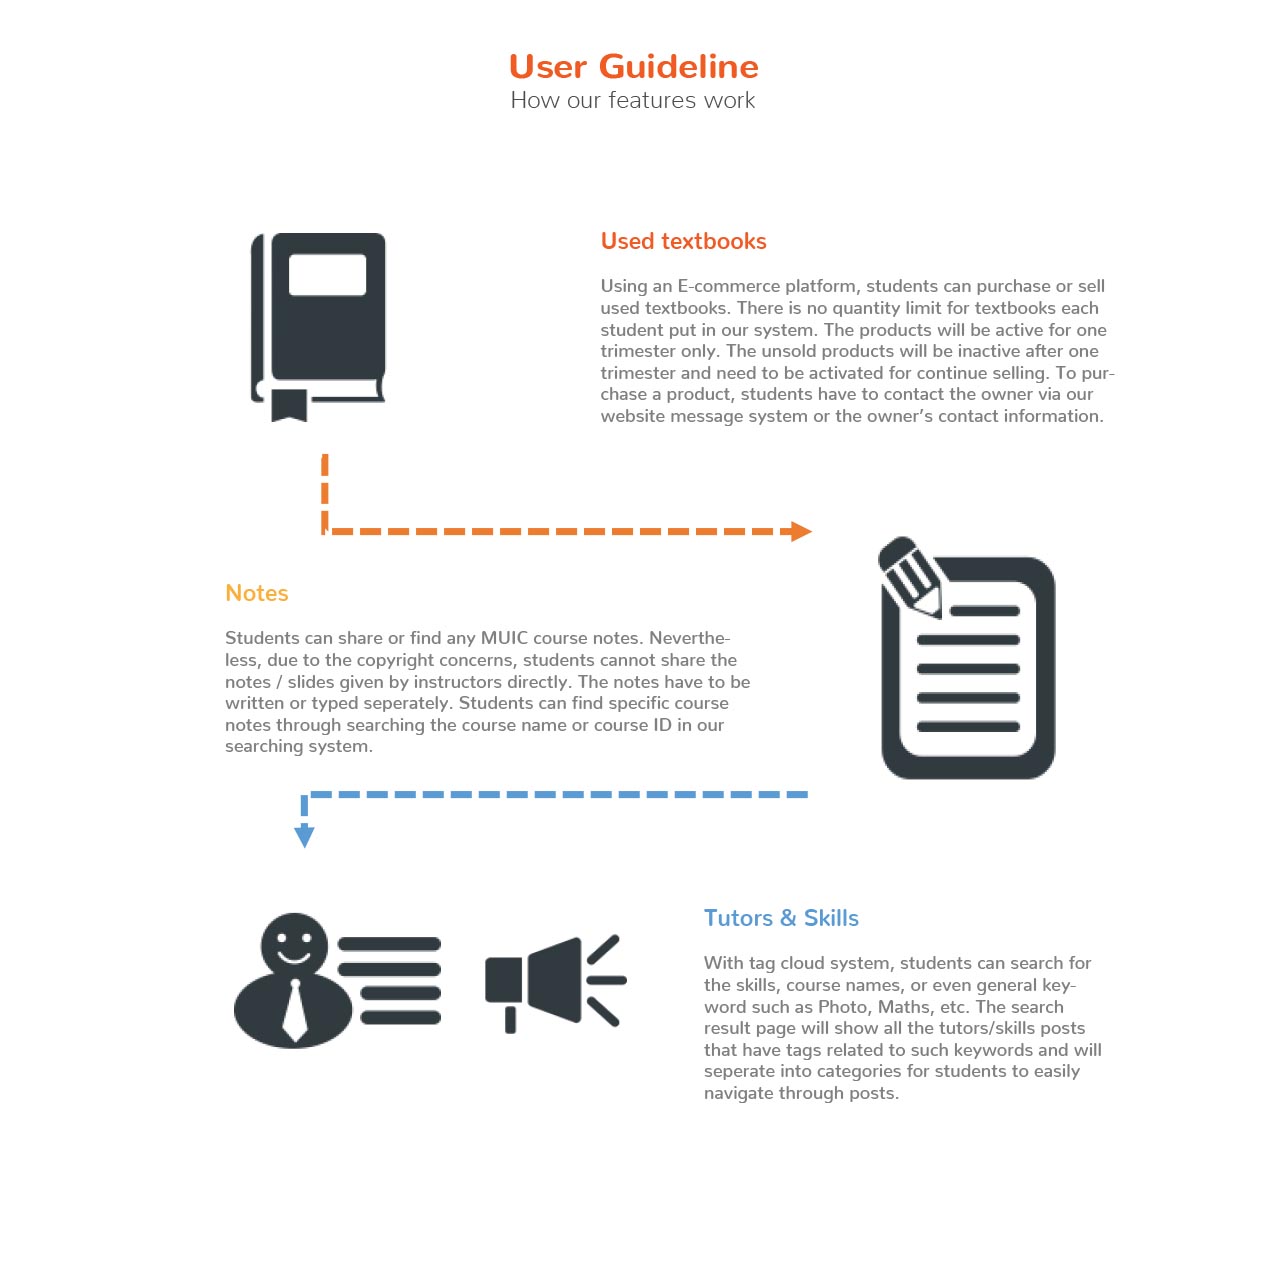 User Guideline
How our features work
Used textbooks
Using an E-commerce platform, students can purchase or sell
used textbooks. There is no quantity limit for textbooks each
student put in our system. The products will be active for one
trimester only. The unsold products will be inactive after one
trimester and need to be activated for continue selling. To pur-
chase a product, students have to contact the owner via our
website message system or the owner’s contact information.
Notes
Students can share or find any MUIC course notes. Neverthe-
less, due to the copyright concerns, students cannot share the
notes / slides given by instructors directly. The notes have to be
written or typed seperately. Students can find specific course
notes through searching the course name or course ID in our
searching system.
Tutors & Skills
With tag cloud system, students can search for
the skills, course names, or even general key-
word such as Photo, Maths, etc. The search
result page will show all the tutors/skills posts
that have tags related to such keywords and will
seperate into categories for students to easily
navigate through posts.